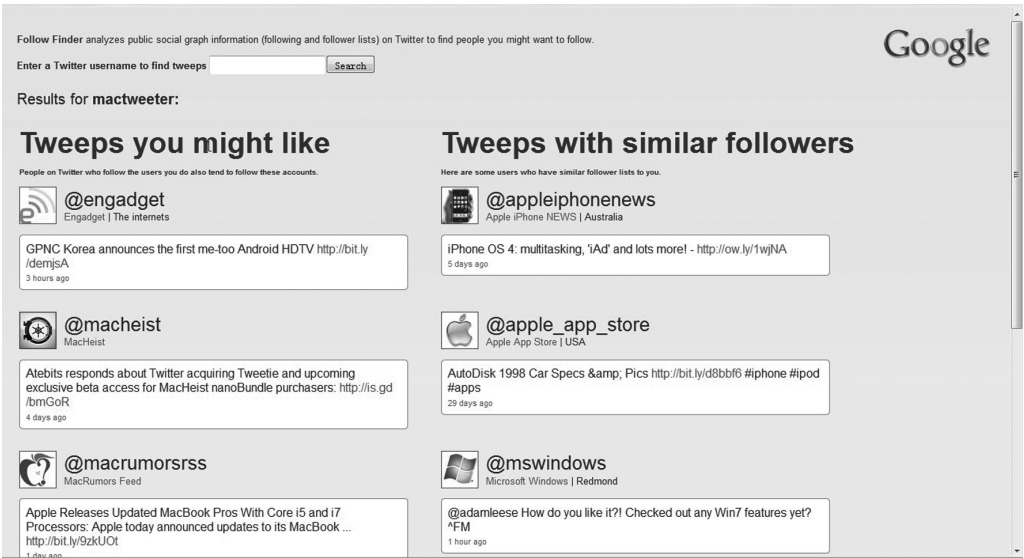 Follow Finder analyzes public social graph information (following and follower lists) on Twitter to find people you might want to follow.
Google
Enter a Twitter username to find tweeps
Search
Results for mactweeter:
Tweeps you might like
People on Twitter who follow the users you do also tend to follow these accounts.
@engadget
Engadget | The internets
GPNC Korea announces the first me-too Android HDTV http://bit.ly
/demjsA
3 hours ago
@macheist
MacHeist
Atebits responds about Twitter acquiring Tweetie and upcoming
exclusive beta access for MacHeist nanoBundle purchasers: http://is.gd
/bmGoR
4 days ago
@macrumorsrss
MacRumors Feed
Apple Releases Updated MacBook Pros With Core i5 and i7
Processors: Apple today announced updates to its MacBook ...
http://bit.ly/9zkUOt
1 day ago
Tweeps with similar followers
Here are some users who have similar follower lists to you.
@appleiphonenews
Apple iPhone NEWS | Australia
iPhone OS 4: multitasking, 'iAd' and lots more! - http://ow.ly/1wjNA
5 days ago
@apple_app_store
Apple App Store | USA
AutoDisk 1998 Car Specs &amp; Pics http://bit.ly/d8bbf6 #iphone #ipod
#apps
29 days ago
@mswindows
Microsoft Windows | Redmond
@adamleese How do you like it?! Checked out any Win7 features yet?
^FM
1 hour ago